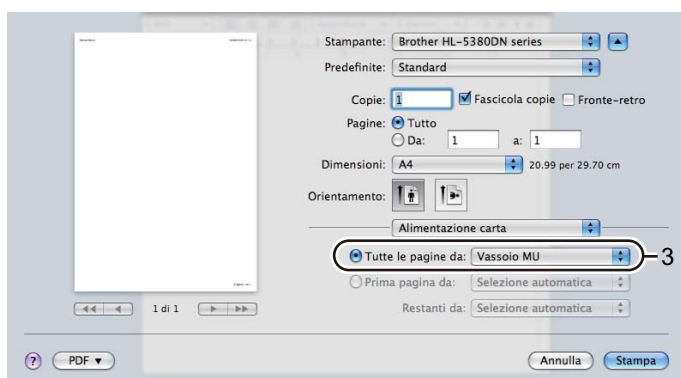 Stampante: Brother HL-5380DN series
Predefinite: Standard
Copie: 1 Fascicola copie Fronte-retro
Pagine: Tutto
Da: 1 a: 1
Dimensioni: A4 20.99 per 29.70 cm
Orientamento:
Alimentazione carta
Tutte le pagine da: Vassoio MU 3
Prima pagina da: Selezione automatica
Restanti da: Selezione automatica
1 di 1
? PDF Annulla Stampa